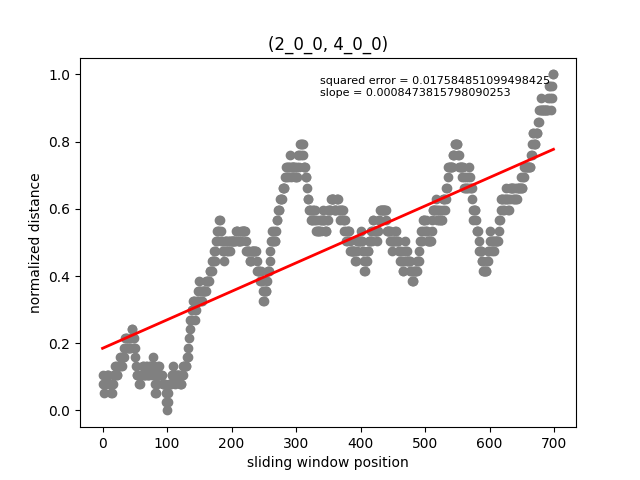 (2_0_0, 4_0_0)
squared error = 0.017584851099498425
slope = 0.0008473815798090253
1.0
0.8
0.6
0.4
0.2
0.0
normalized distance
0 100 200 300 400 500 600 700
sliding window position